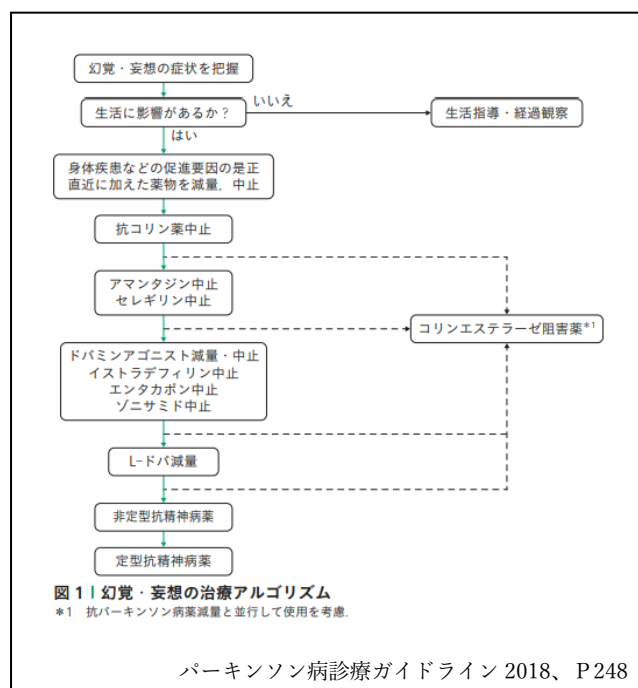 幻覚・妄想の症状を把握
生活に影響があるか？
いいえ
生活指導・経過観察
はい
身体疾患などの促進要因の是正
直近に加えた薬物を減量，中止
抗コリン薬中止
アマンタジン中止
セレギリン中止
コリンエステラーゼ阻害薬*1
ドパミンアゴニスト減量・中止
イストラデフィリン中止
エンタカポン中止
ゾニサミド中止
L-ドパ減量
非定型抗精神病薬
定型抗精神病薬
図 1 | 幻覚・妄想の治療アルゴリズム
*1 抗パーキンソン病薬減量と並行して使用を考慮.
パーキンソン病診療ガイドライン 2018、P248